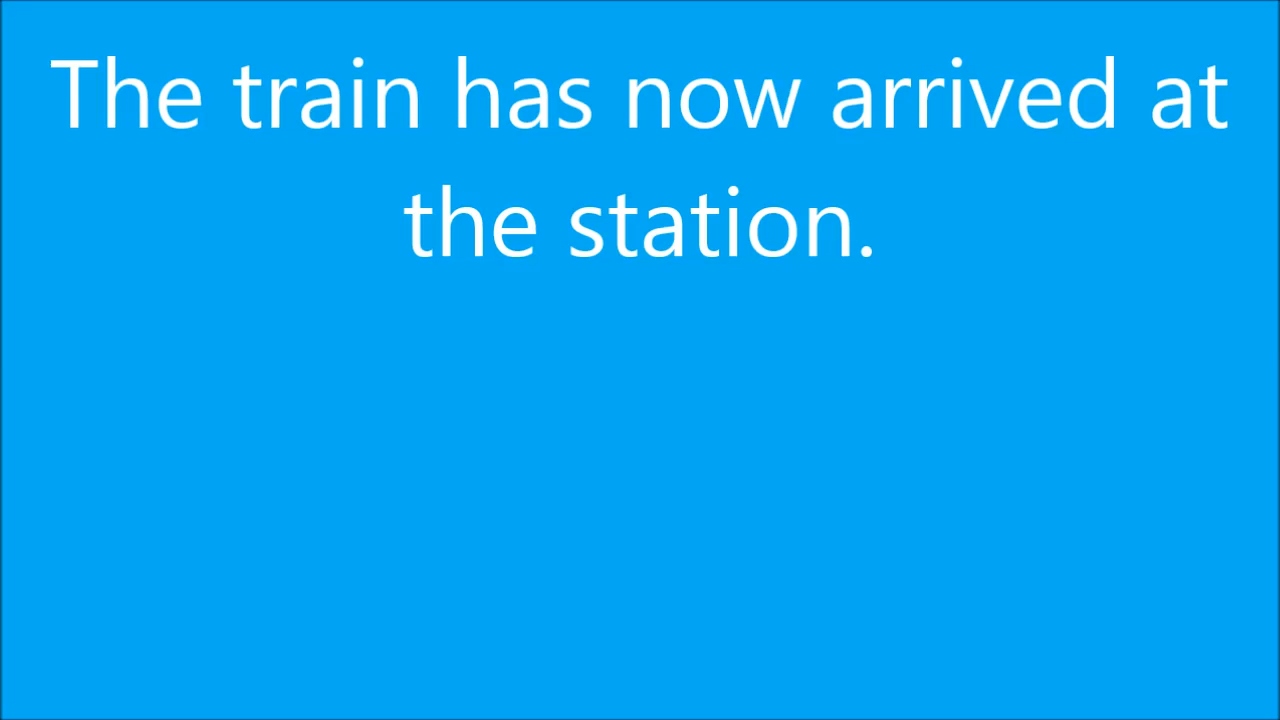 The train has now arrived at
the station.